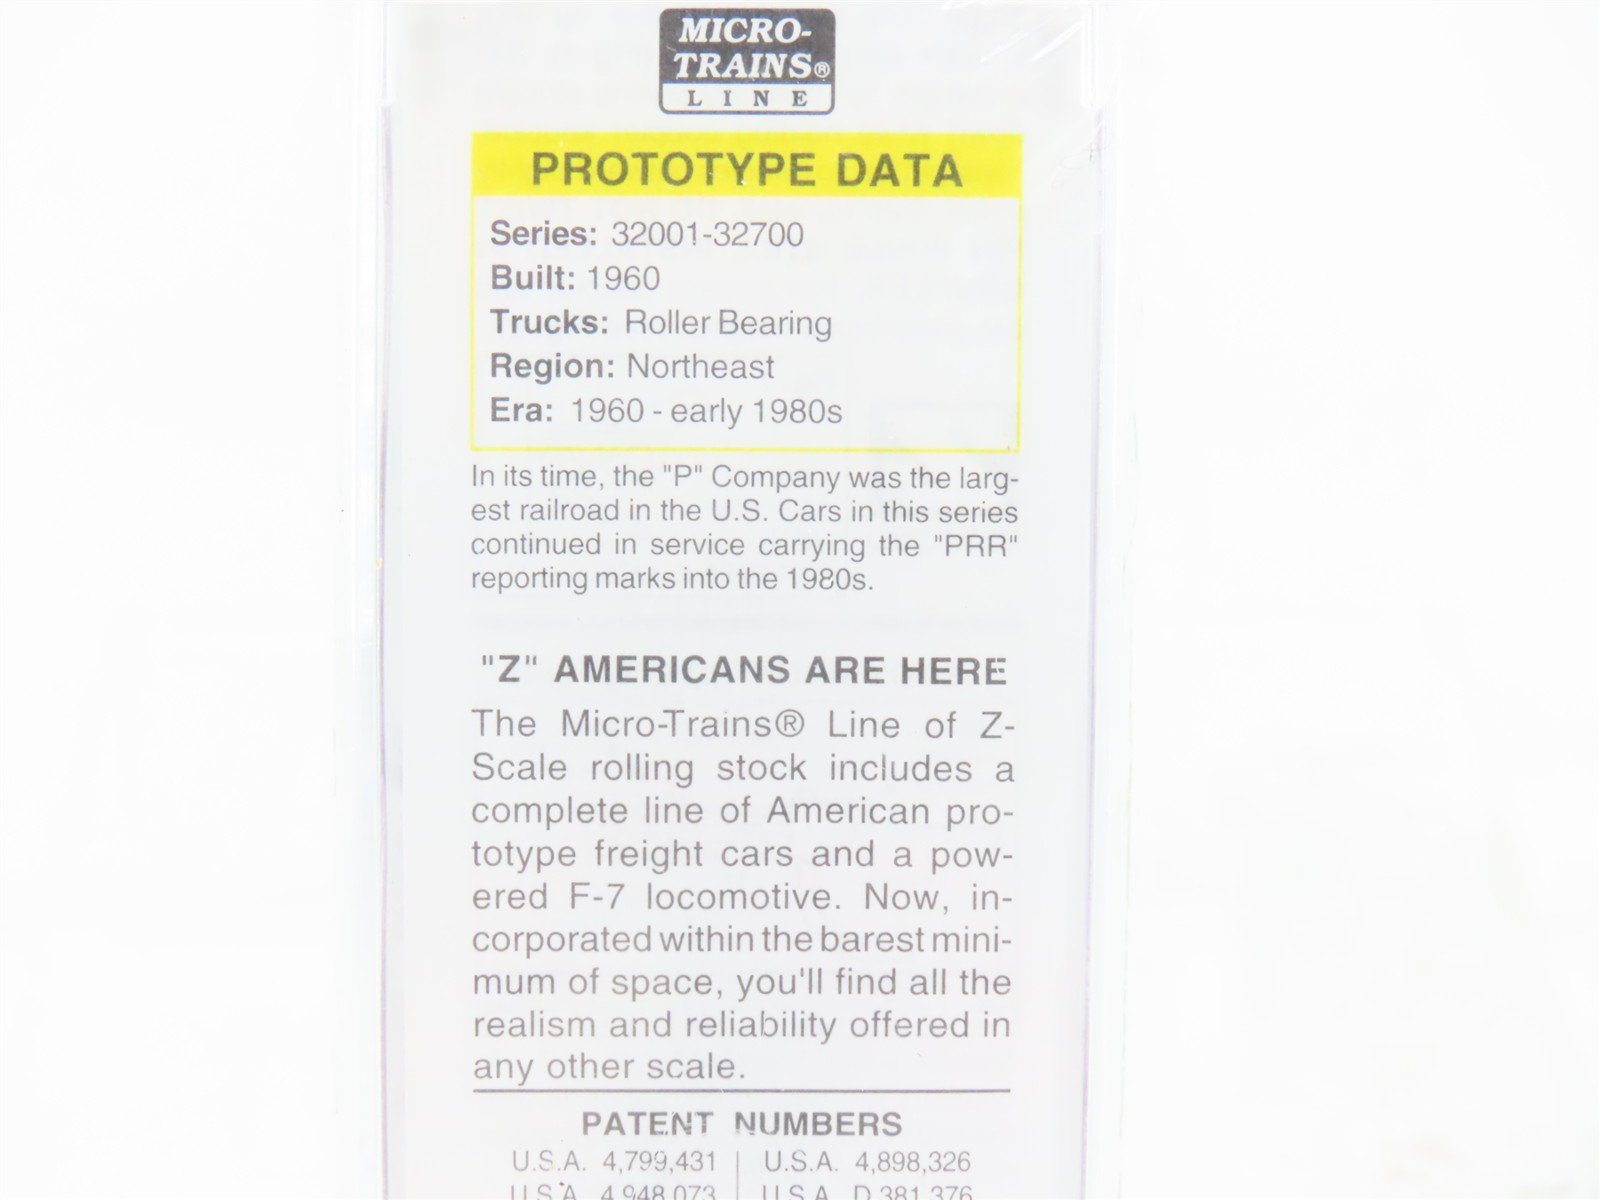 MICRO-
TRAINS®
LINE
PROTOTYPE DATA
Series: 32001-32700
Built: 1960
Trucks: Roller Bearing
Region: Northeast
Era: 1960 - early 1980s
In its time, the "P" Company was the larg-
est railroad in the U.S. Cars in this series
continued in service carrying the "PRR"
reporting marks into the 1980s.
"Z" AMERICANS ARE HERE
The Micro-Trains® Line of Z-
Scale rolling stock includes a
complete line of American pro-
totype freight cars and a pow-
ered F-7 locomotive. Now, in-
corporated within the barest mini-
mum of space, you'll find all the
realism and reliability offered in
any other scale.
PATENT NUMBERS
U.S.A. 4,799,431 | U.S.A. 4,898,326
U.S.A. 4,948,073 U.S.A. D,381,376